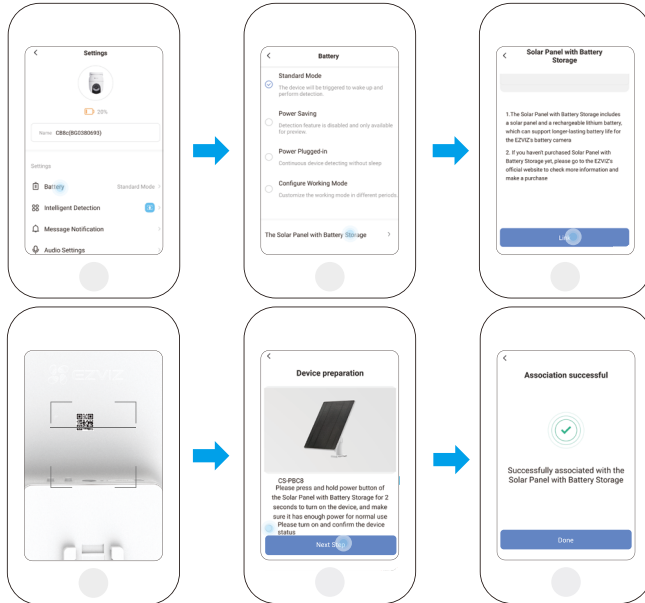 Settings
20%
Name CB8c(BG0380693)
Settings
Battery Standard Mode
Intelligent Detection
Message Notification
Audio Settings
Battery
Standard Mode
The device will be triggered to wake up and
perform detection.
Power Saving
Detection feature is disabled and only available
for preview.
Power Plugged-in
Continuous device detecting without sleep
Configure Working Mode
Customize the working mode in different periods.
The Solar Panel with Battery Storage
Solar Panel with Battery
Storage
1.The Solar Panel with Battery Storage includes
a solar panel and a rechargeable lithium battery,
which can support longer-lasting battery life for
the EZVIZ's battery camera
2. If you haven't purchased Solar Panel with
Battery Storage yet, please go to the EZVIZ's
official website to check more information and
make a purchase
Link
EZVIZ
Device preparation
CS-PBC8
Please press and hold power button of
the Solar Panel with Battery Storage for 2
seconds to turn on the device, and make
sure it has enough power for normal use
Please turn on and confirm the device
status
Next Step
Association successful
Successfully associated with the
Solar Panel with Battery Storage
Done